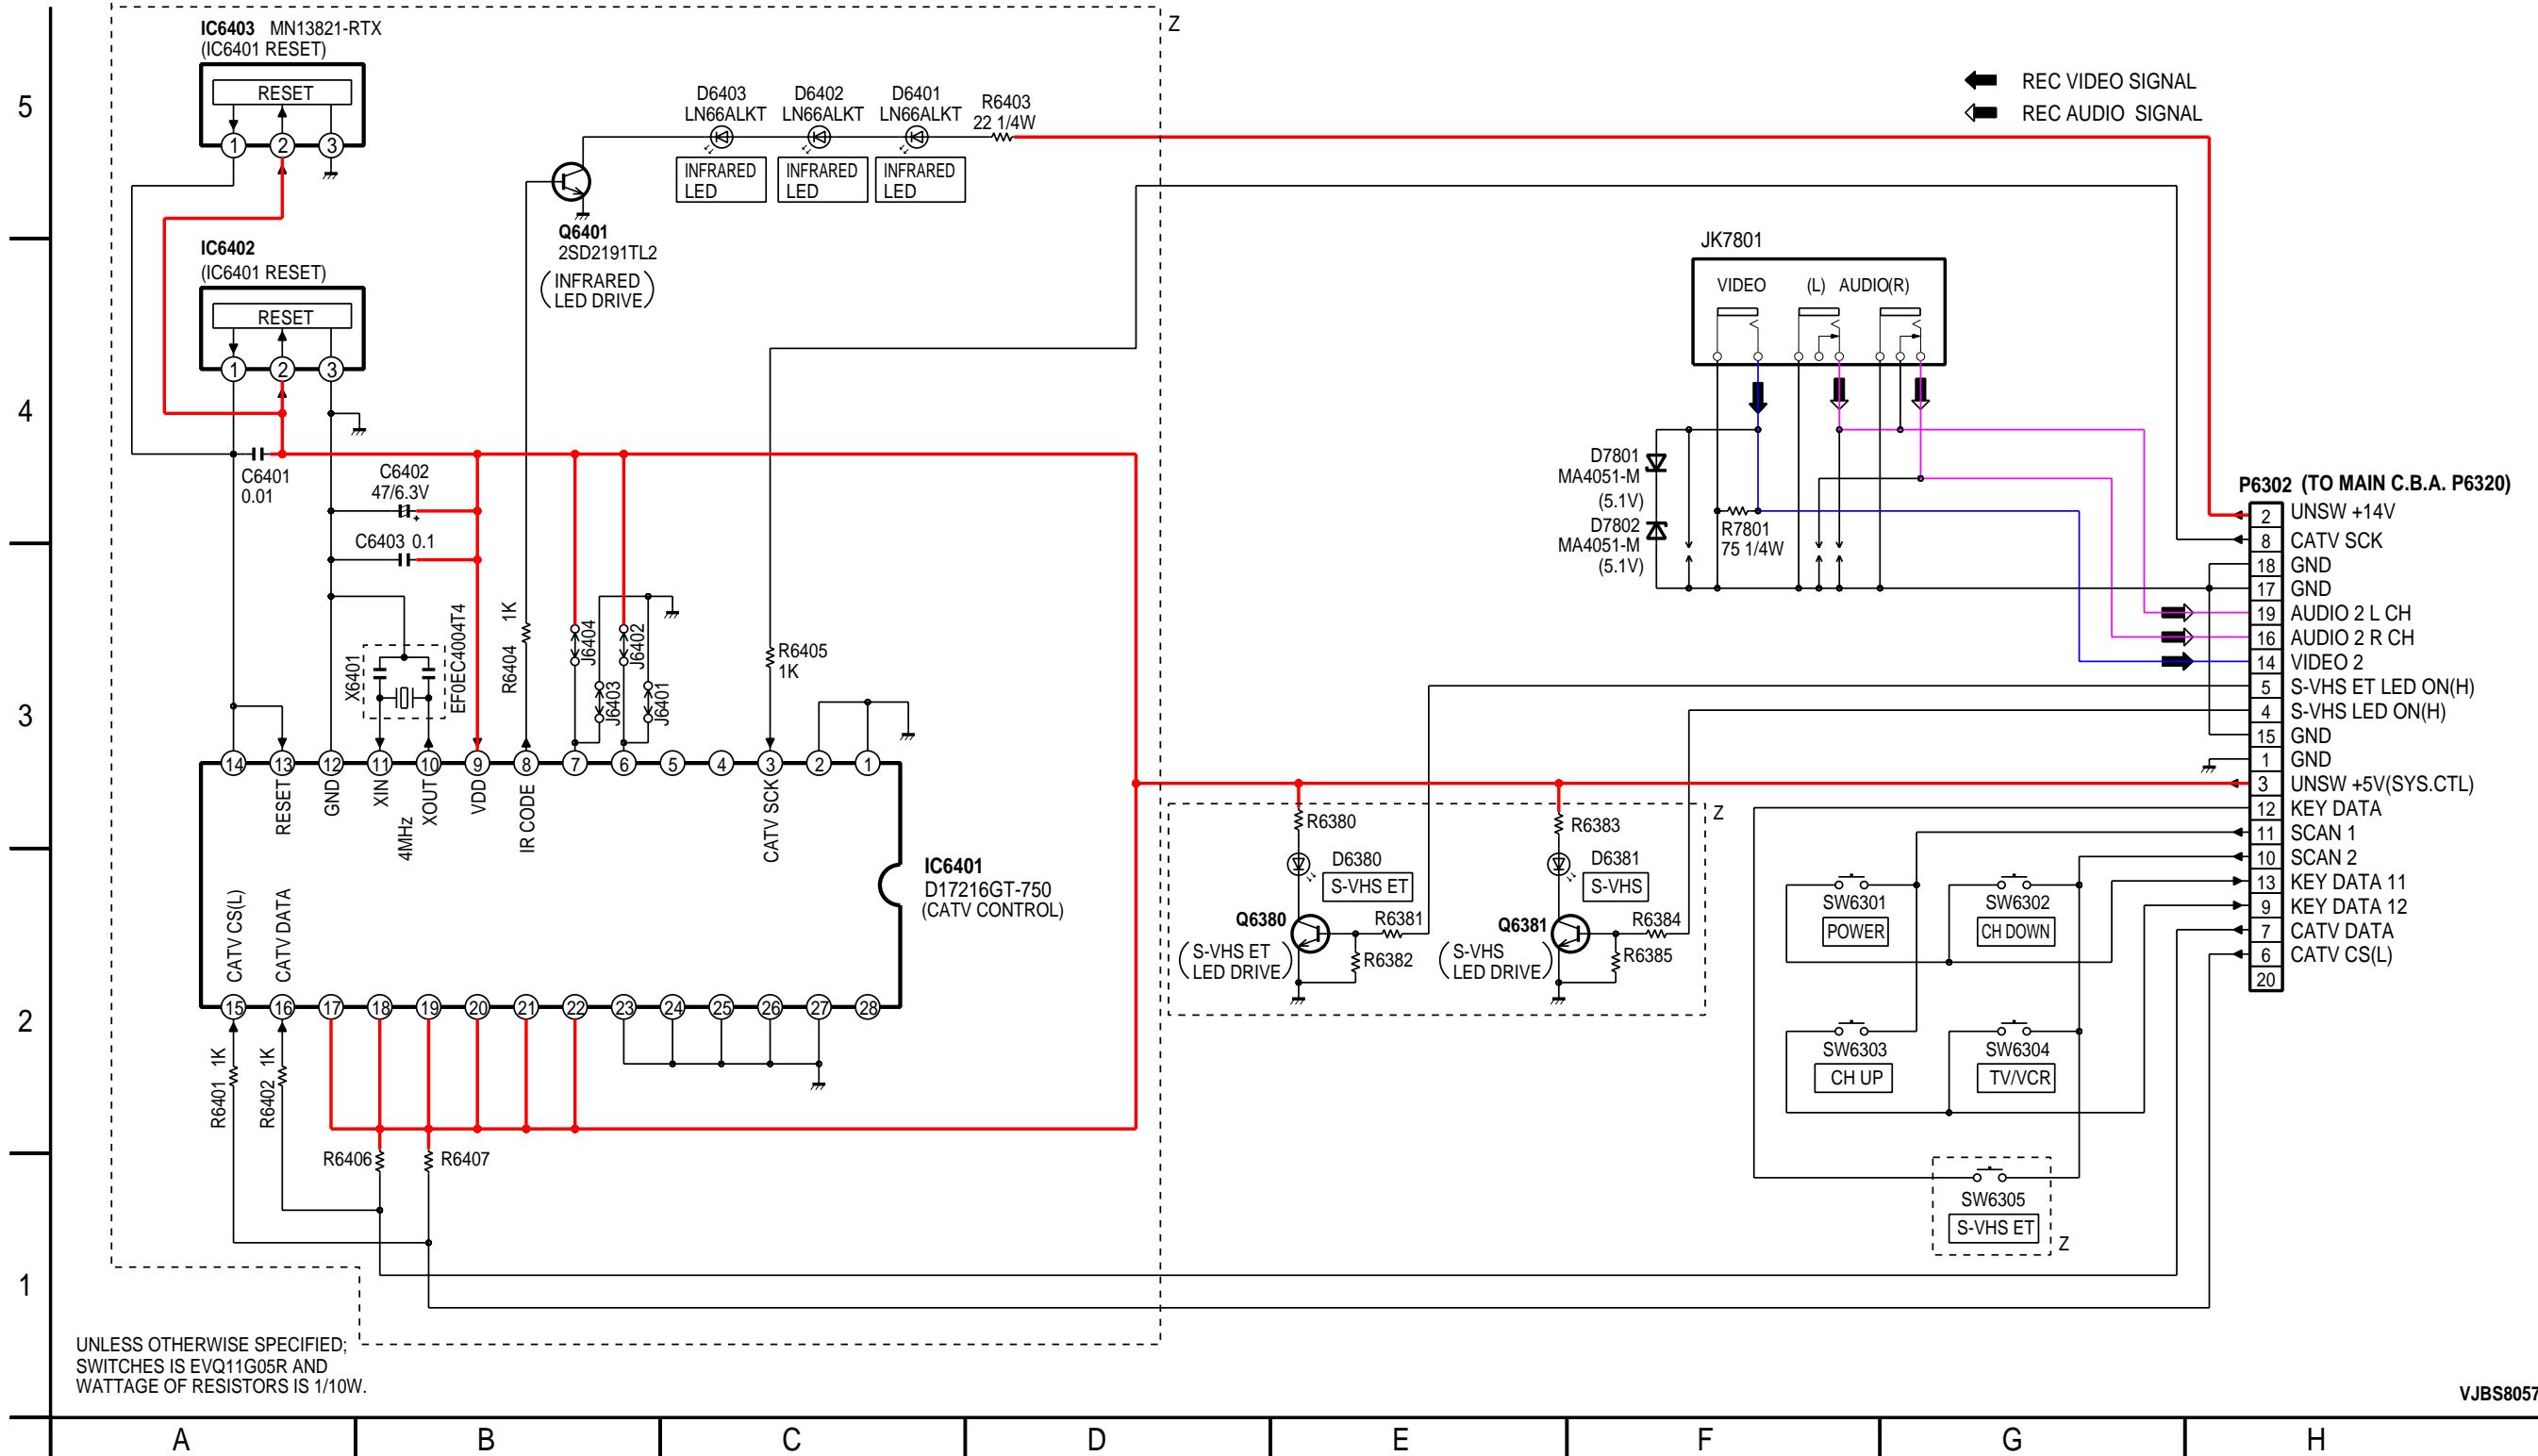 IC6403 MN13821-RTX
(IC6401 RESET)
RESET
1 2 3
IC6402
(IC6401 RESET)
RESET
1 2 3
D6403
LN66ALKT
INFRARED
LED
D6402
LN66ALKT
INFRARED
LED
D6401
LN66ALKT
INFRARED
LED
R6403
22 1/4W
Z
Q6401
2SD2191TL2
(INFRARED
LED DRIVE)
REC VIDEO SIGNAL
REC AUDIO SIGNAL
JK7801
VIDEO (L) AUDIO(R)
C6401
0.01
C6402
47/6.3V
+
C6403 0.1
X6401
EF0EC4004T4
R6404 1K
J6404
J6403
J6402
J6401
R6405
1K
D7801
MA4051-M
(5.1V)
D7802
MA4051-M
(5.1V)
R7801
75 1/4W
P6302 (TO MAIN C.B.A. P6320)
2 UNSW +14V
8 CATV SCK
18 GND
17 GND
19 AUDIO 2 L CH
16 AUDIO 2 R CH
14 VIDEO 2
5 S-VHS ET LED ON(H)
4 S-VHS LED ON(H)
15 GND
1 GND
3 UNSW +5V(SYS.CTL)
12 KEY DATA
11 SCAN 1
10 SCAN 2
13 KEY DATA 11
9 KEY DATA 12
7 CATV DATA
6 CATV CS(L)
20
14 13 12 11 10 9 8 7 6 5 4 3 2 1
RESET
GND
XIN
4MHz
XOUT
VDD
IR CODE
CATV SCK
IC6401
D17216GT-750
(CATV CONTROL)
CATV CS(L)
CATV DATA
15 16 17 18 19 20 21 22 23 24 25 26 27 28
R6401 1K
R6402 1K
R6406
R6407
Z
R6380
D6380
S-VHS ET
Q6380
(S-VHS ET
LED DRIVE)
R6381
R6382
R6383
D6381
S-VHS
Q6381
(S-VHS
LED DRIVE)
R6384
R6385
SW6301
POWER
SW6302
CH DOWN
SW6303
CH UP
SW6304
TV/VCR
SW6305
S-VHS ET
Z
UNLESS OTHERWISE SPECIFIED;
SWITCHES IS EVQ11G05R AND
WATTAGE OF RESISTORS IS 1/10W.
VJBS8057
5
4
3
2
1
A B C D E F G H